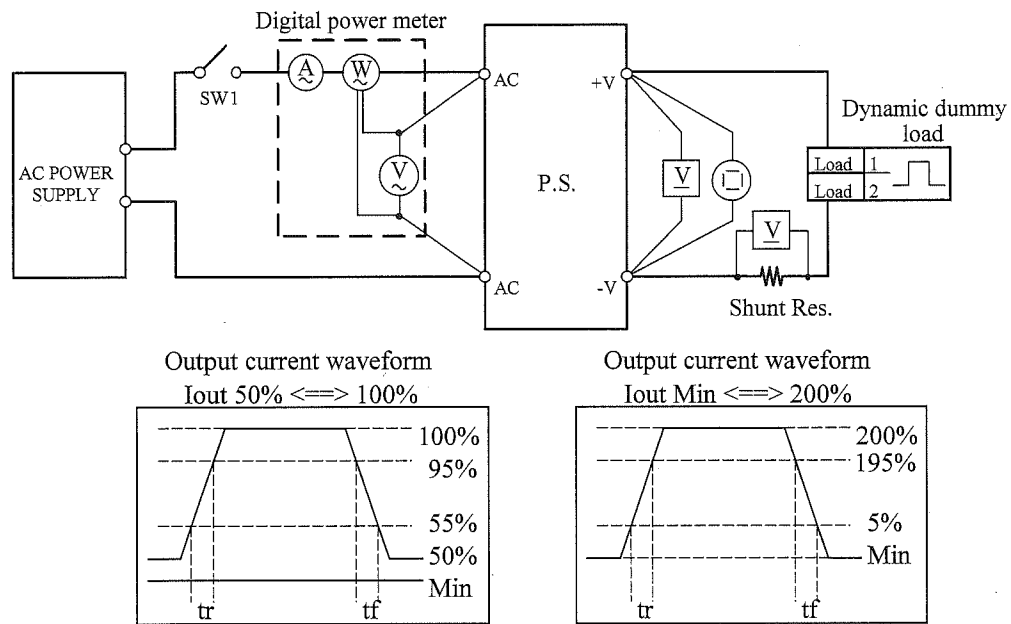 Digital power meter
A
W
SW1
AC
+V
Dynamic dummy
load
AC POWER
SUPPLY
V
P.S.
V
Load 1
Load 2
V
AC
-V
Shunt Res.
Output current waveform
Iout 50% <==> 100%
100%
95%
55%
50%
Min
tr
tf
Output current waveform
Iout Min <==> 200%
200%
195%
5%
Min
tr
tf